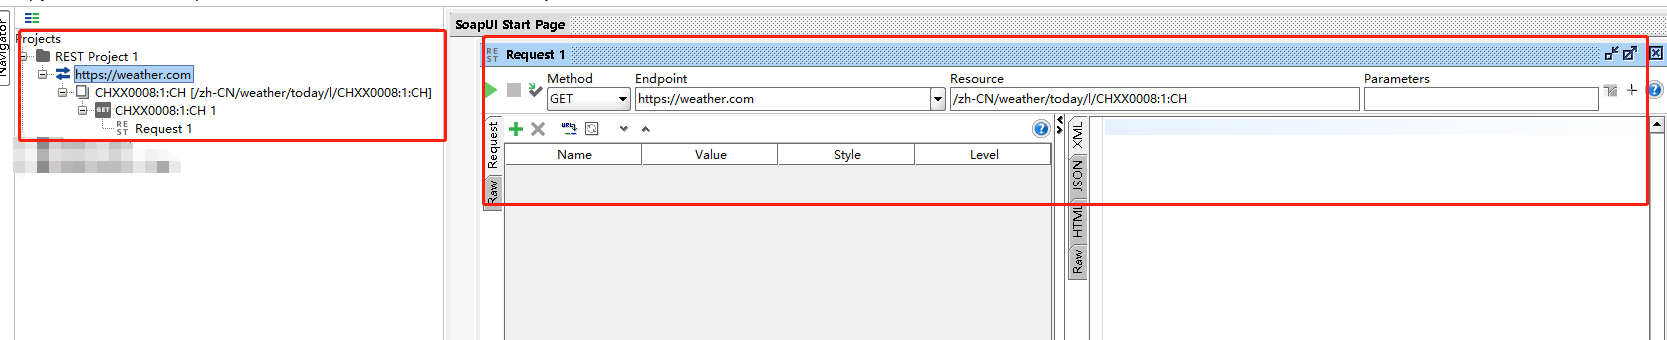 Navigator
Projects
REST Project 1
https://weather.com
CHXX0008:1:CH [/zh-CN/weather/today/l/CHXX0008:1:CH]
GET CHXX0008:1:CH 1
REST Request 1
SoapUI Start Page
REST Request 1
Method Endpoint Resource Parameters
GET https://weather.com /zh-CN/weather/today/l/CHXX0008:1:CH
Request
Raw
URL
Name Value Style Level
XML
JSON
HTML
Raw